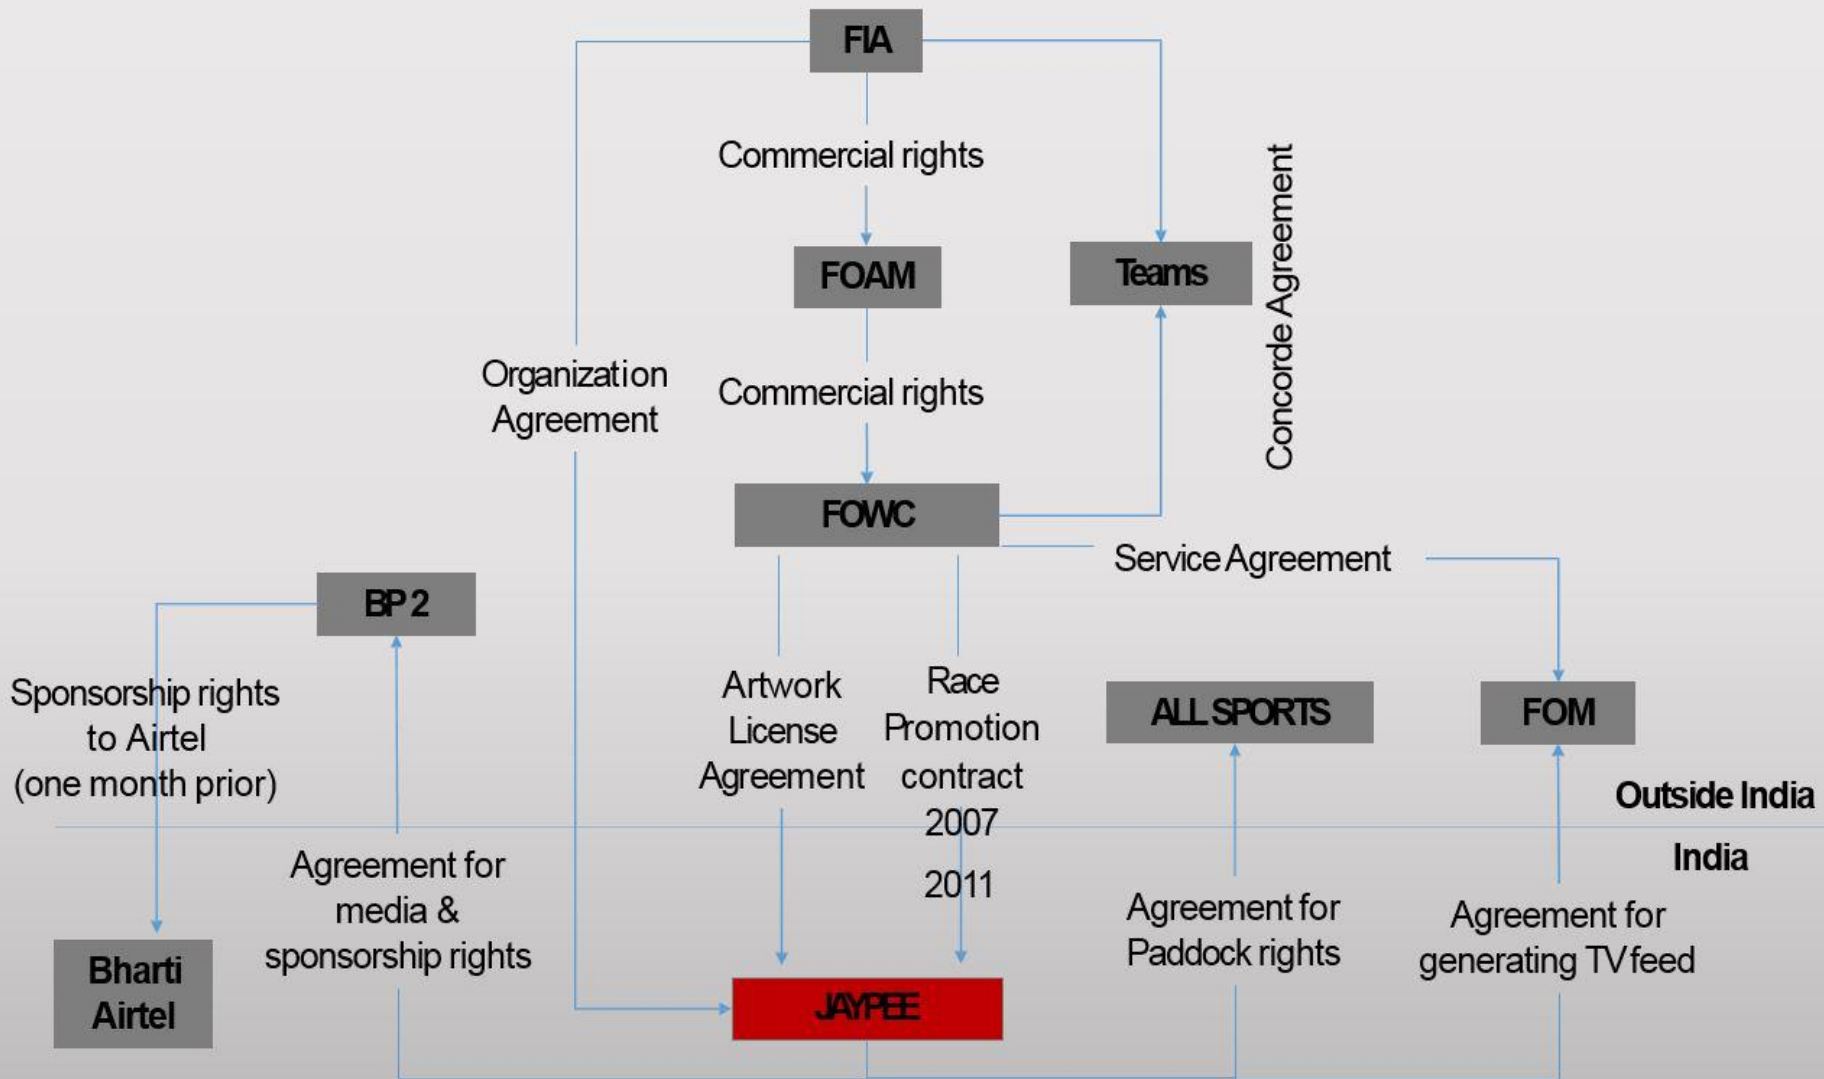 FIA
Commercial rights
Concorde Agreement
FOAM
Teams
Organization
Agreement
Commercial rights
FOWC
Service Agreement
BP 2
Sponsorship rights
to Airtel
(one month prior)
Artwork
License
Agreement
Race
Promotion
contract
2007
2011
ALL SPORTS
FOM
Outside India
India
Agreement for
media &
sponsorship rights
Agreement for
Paddock rights
Agreement for
generating TV feed
Bharti
Airtel
JAYPEE